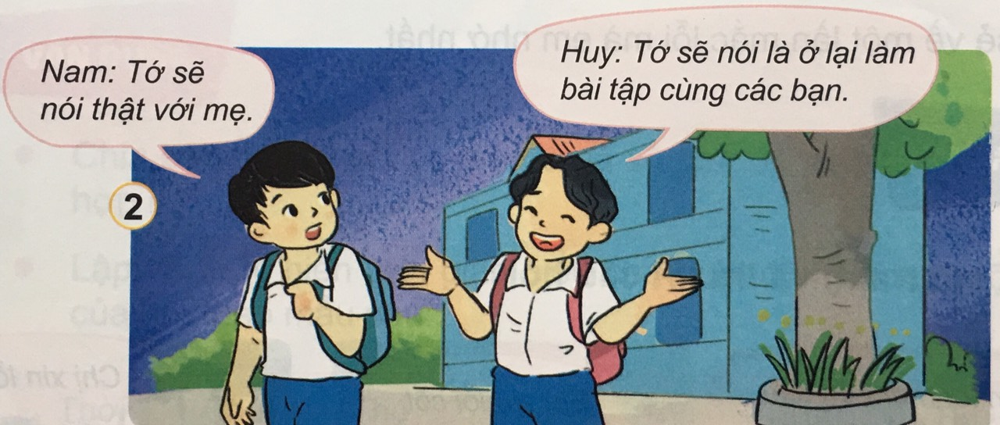 Nam: Tớ sẽ
nói thật với mẹ.
Huy: Tớ sẽ nói là ở lại làm
bài tập cùng các bạn.
2